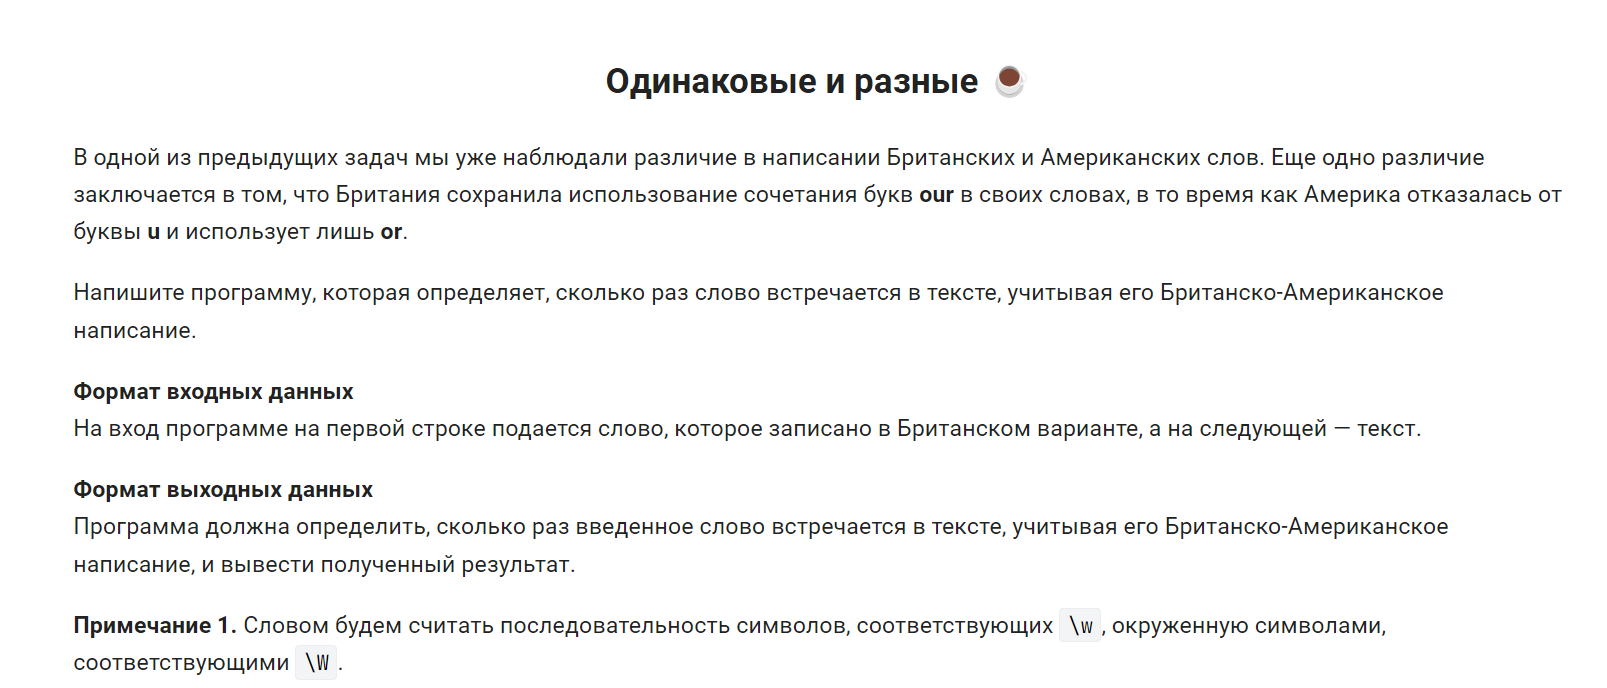 Одинаковые и разные
В одной из предыдущих задач мы уже наблюдали различие в написании Британских и Американских слов. Еще одно различие
заключается в том, что Британия сохранила использование сочетания букв our в своих словах, в то время как Америка отказалась от
буквы u и использует лишь or.
Напишите программу, которая определяет, сколько раз слово встречается в тексте, учитывая его Британско-Американское
написание.
Формат входных данных
На вход программе на первой строке подается слово, которое записано в Британском варианте, а на следующей — текст.
Формат выходных данных
Программа должна определить, сколько раз введенное слово встречается в тексте, учитывая его Британско-Американское
написание, и вывести полученный результат.
Примечание 1. Словом будем считать последовательность символов, соответствующих \w, окруженную символами,
соответствующими \W.